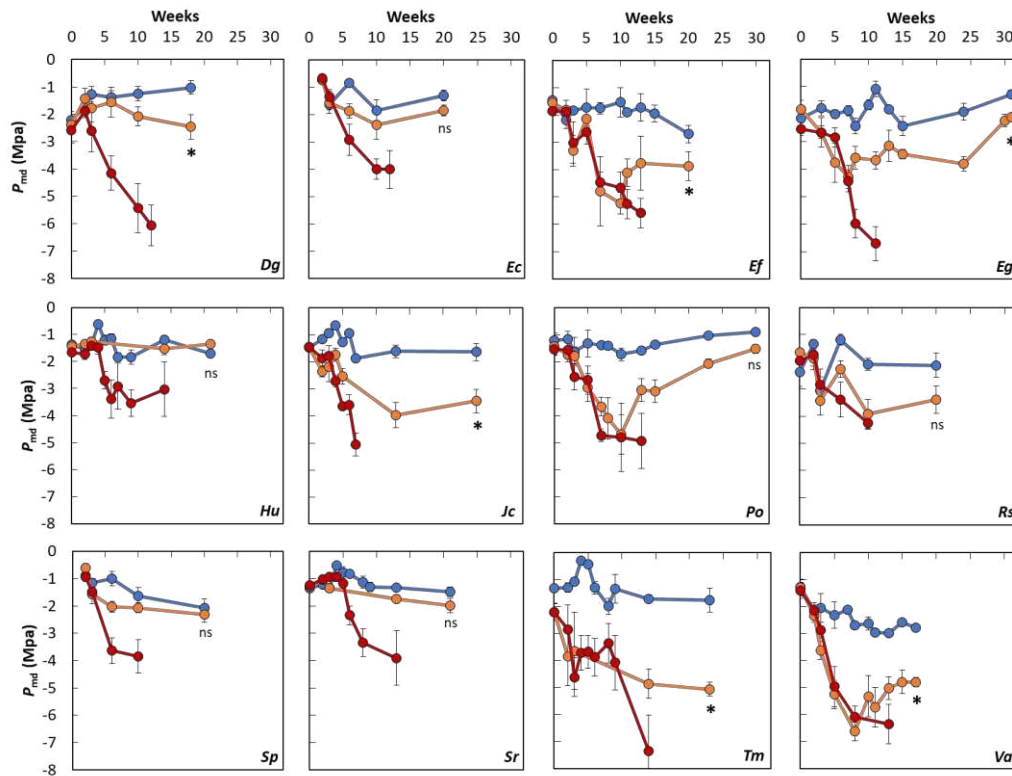 Weeks Weeks Weeks Weeks
0 5 10 15 20 25 30 0 5 10 15 20 25 30 0 5 10 15 20 25 30 0 5 10 15 20 25 30
Pmd (Mpa)
0
-1
-2
-3
-4
-5
-6
-7
-8
* ns * *
Dg Ec Ef Eg
Pmd (Mpa)
0
-1
-2
-3
-4
-5
-6
-7
-8
ns * ns ns
Hu Jc Po Rs
Pmd (Mpa)
0
-1
-2
-3
-4
-5
-6
-7
-8
ns ns * *
Sp Sr Tm Va